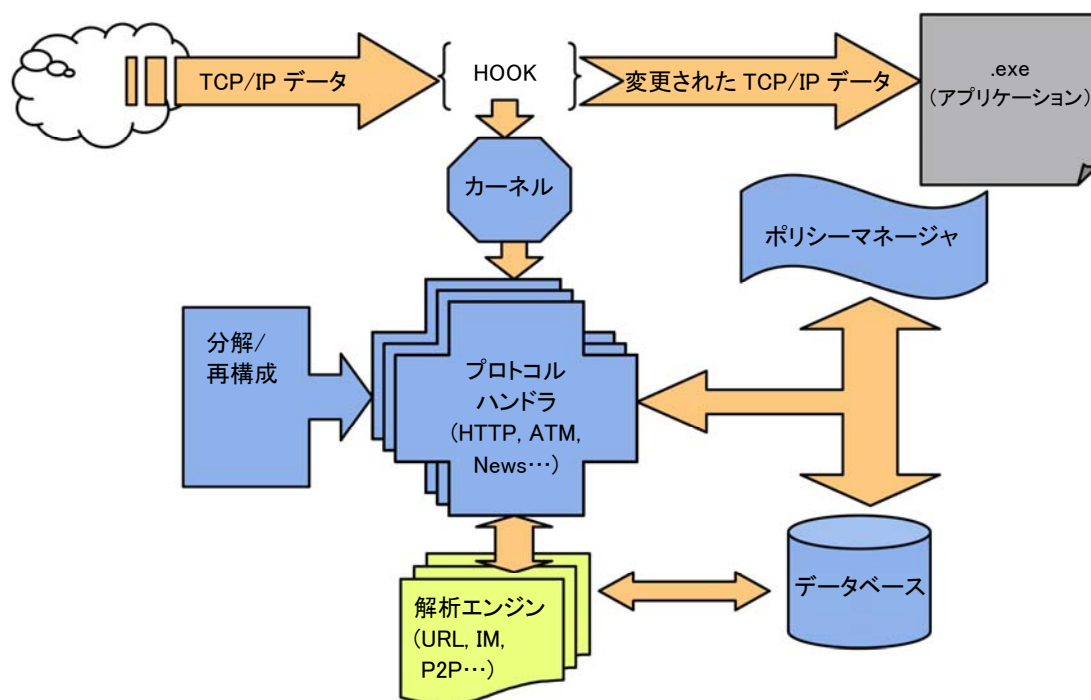 TCP/IP データ
HOOK
変更された TCP/IP データ
.exe
(アプリケーション)
カーネル
ポリシーマネージャ
分解/
再構成
プロトコル
ハンドラ
(HTTP, ATM,
News…)
解析エンジン
(URL, IM,
P2P…)
データベース